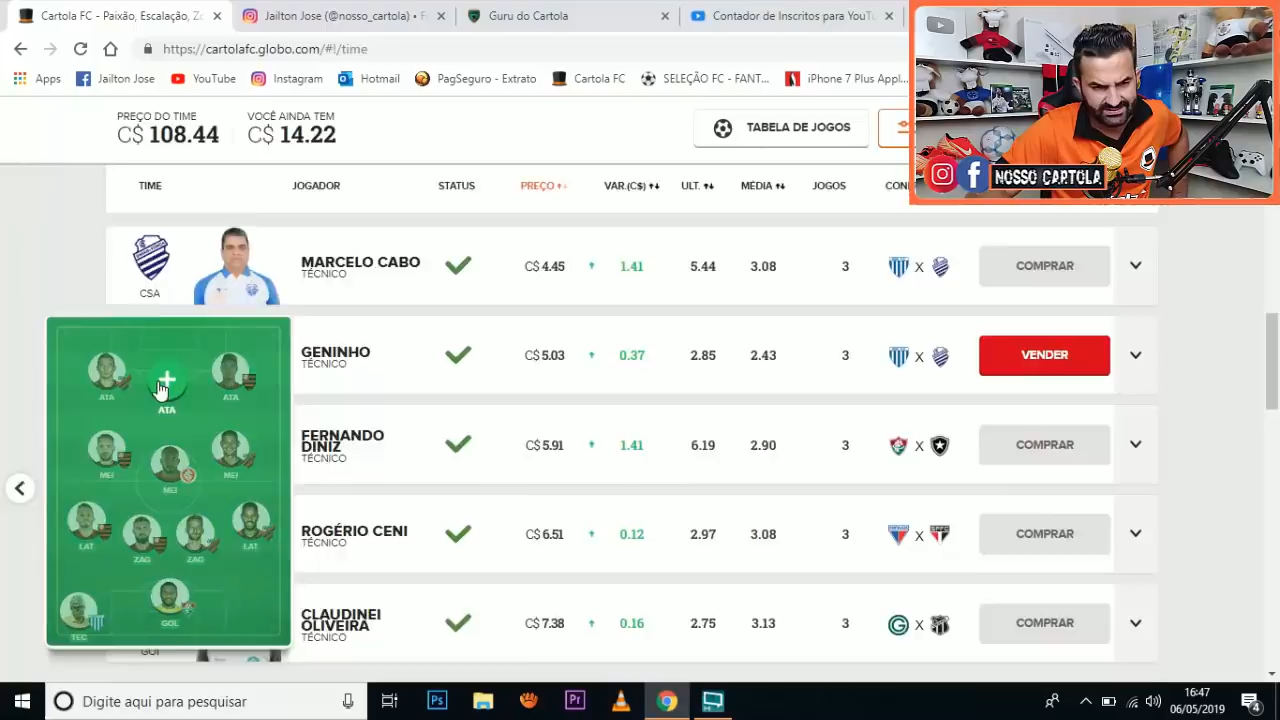 Cartola FC - Paixão, Escalação, Z
Jailton Jose (@nosso_cartola) • F
Guru do Cartola
Contador de Inscritos para YouTu
https://cartolafc.globo.com/#!/time
Apps
Jailton Jose
YouTube
Instagram
Hotmail
PagSeguro - Extrato
Cartola FC
SELEÇÃO FC - FANT...
iPhone 7 Plus Appl...
PREÇO DO TIME
C$ 108.44
VOCÊ AINDA TEM
C$ 14.22
TABELA DE JOGOS
NOSSO CARTOLA
TIME JOGADOR STATUS PREÇO VAR.(C$) ULT. MÉDIA JOGOS CON
CSA
MARCELO CABO
TÉCNICO
C$ 4.45 1.41 5.44 3.08 3 X COMPRAR
GENINHO
TÉCNICO
C$ 5.03 0.37 2.85 2.43 3 X VENDER
FERNANDO
DINIZ
TÉCNICO
C$ 5.91 1.41 6.19 2.90 3 X COMPRAR
ROGÉRIO CENI
TÉCNICO
C$ 6.51 0.12 2.97 3.08 3 X COMPRAR
CLAUDINEI
OLIVEIRA
TÉCNICO
C$ 7.38 0.16 2.75 3.13 3 X COMPRAR
ATA
ATA
ATA
MEI
MEI
MEI
LAT
ZAG
ZAG
LAT
GOL
TEC
Digite aqui para pesquisar
16:47
06/05/2019
4